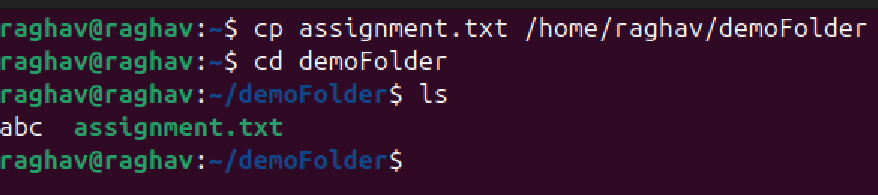 raghav@raghav:~$ cp assignment.txt /home/raghav/demoFolder
raghav@raghav:~$ cd demoFolder
raghav@raghav:~/demoFolder$ ls
abc  assignment.txt
raghav@raghav:~/demoFolder$